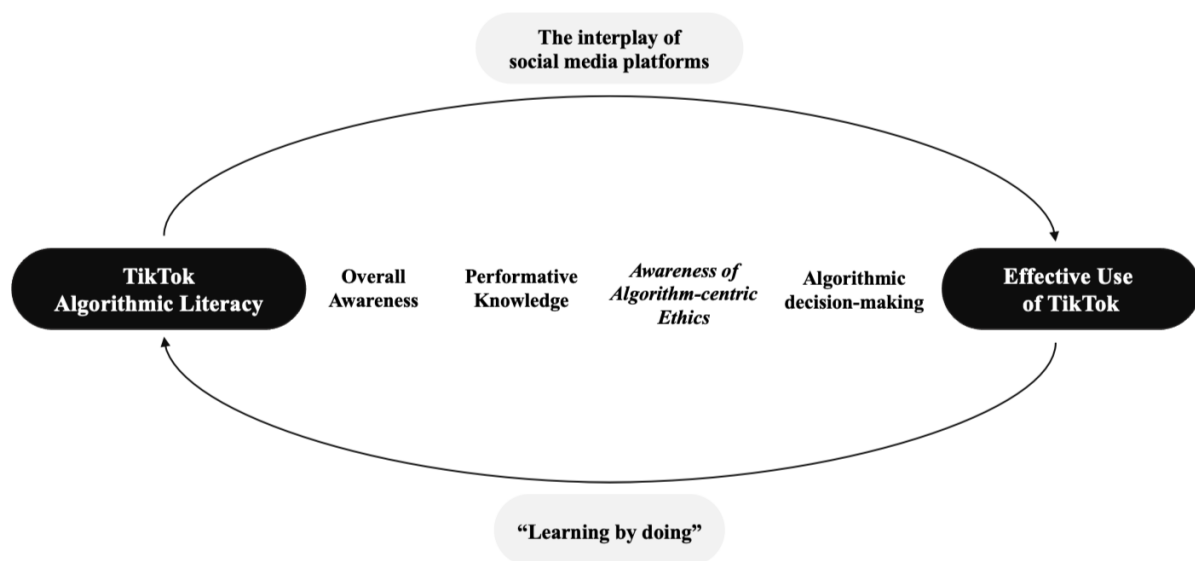 The interplay of
social media platforms
TikTok
Algorithmic Literacy
Overall
Awareness
Performative
Knowledge
Awareness of
Algorithm-centric
Ethics
Algorithmic
decision-making
Effective Use
of TikTok
“Learning by doing”